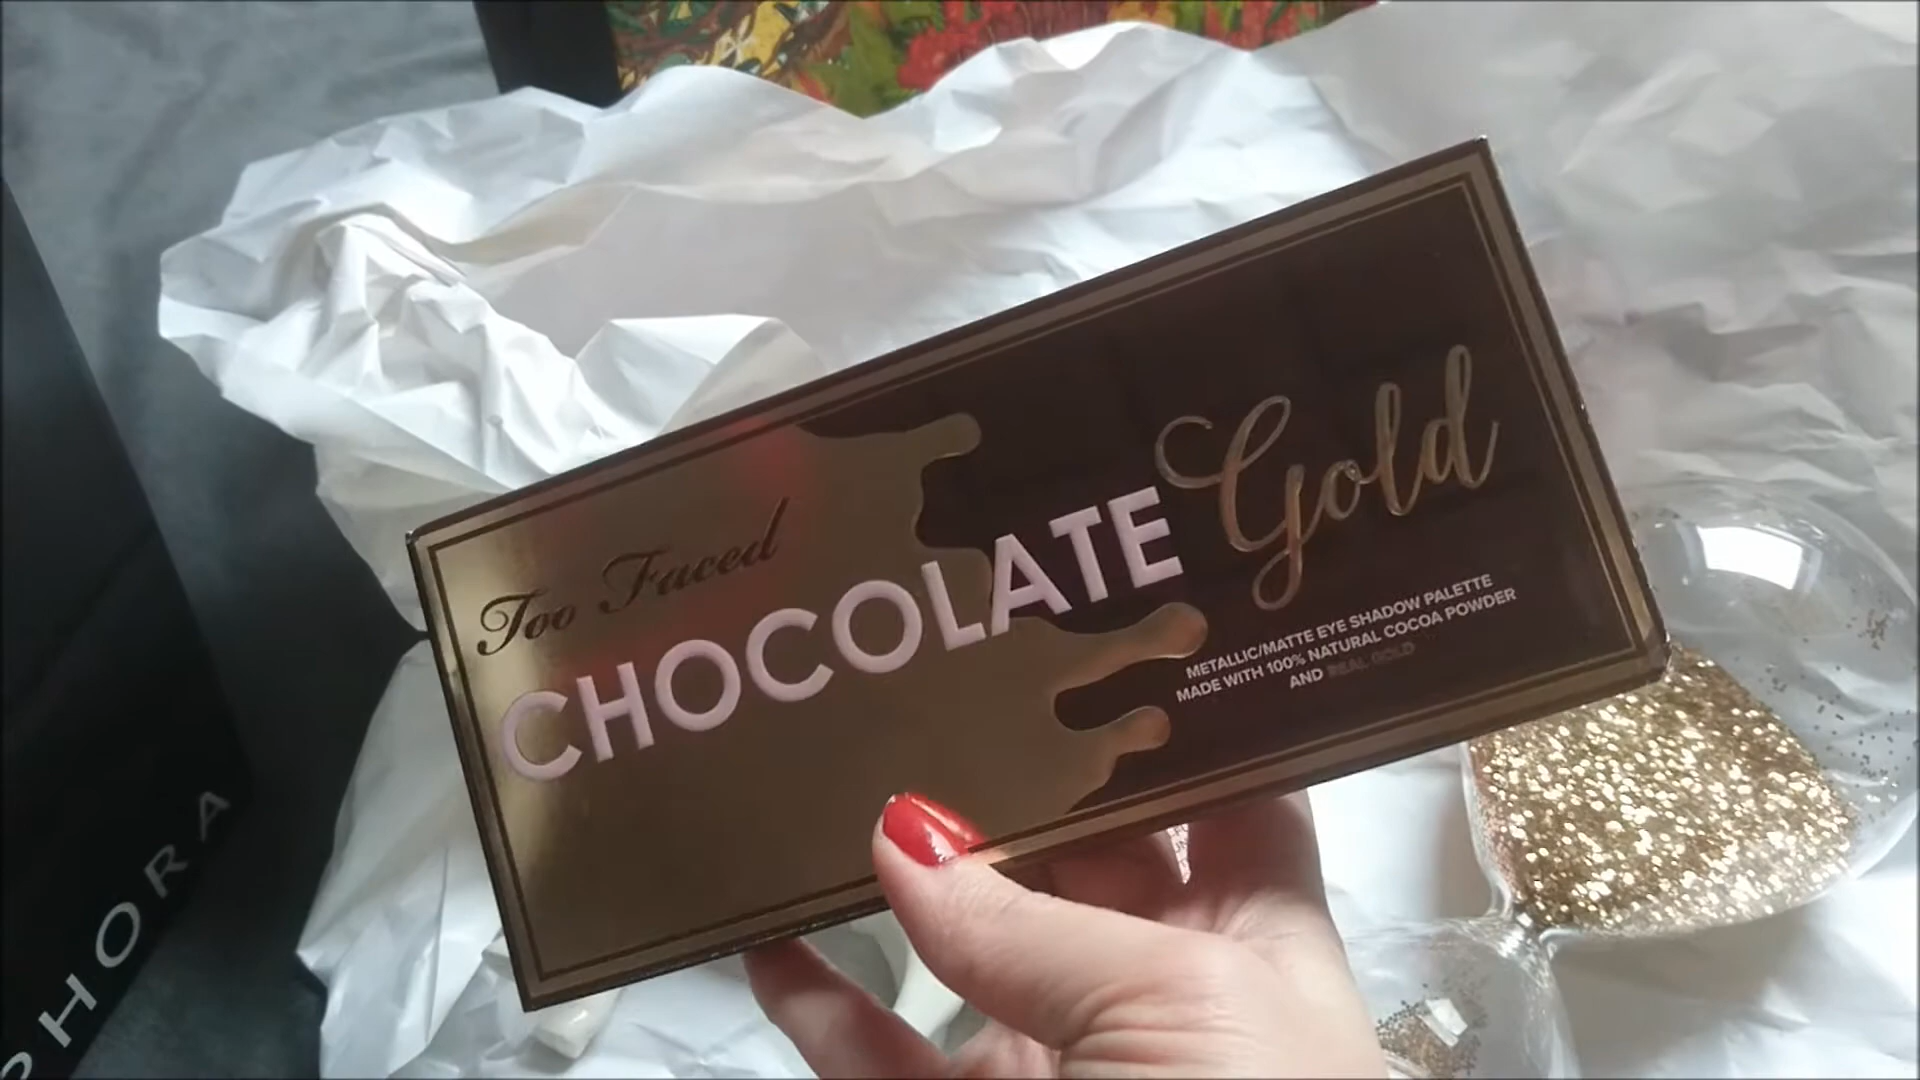 Too Faced
CHOCOLATE Gold
METALLIC/MATTE EYE SHADOW PALETTE
MADE WITH 100% NATURAL COCOA POWDER
AND REAL GOLD
PHORA